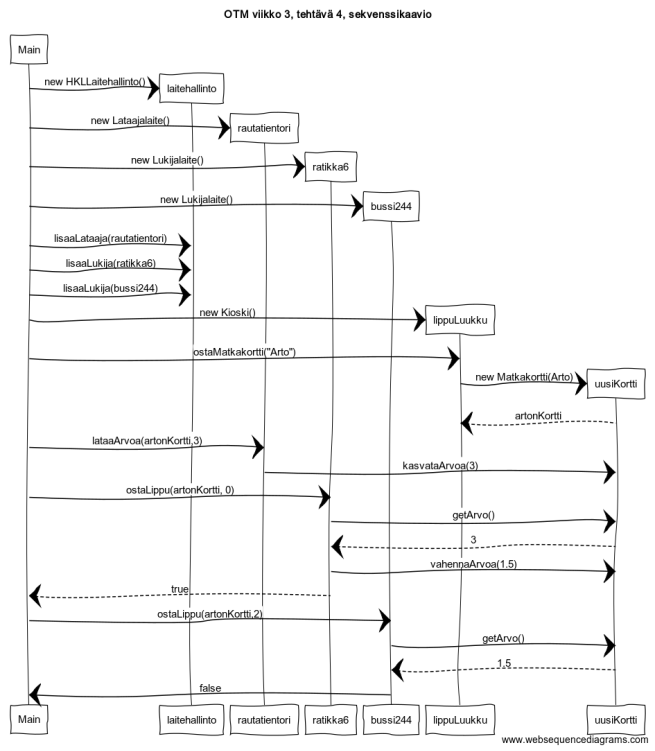 OTM viikko 3, tehtävä 4, sekvenssikaavio
Main
new HKLLaitehallinto()
laitehallinto
new Lataajalaite()
rautatientori
new Lukijalaite()
ratikka6
new Lukijalaite()
bussi244
lisaaLataaja(rautatientori)
lisaaLukija(ratikka6)
lisaaLukija(bussi244)
new Kioski()
lippuLuukku
ostaMatkakortti("Arto")
new Matkakortti(Arto)
uusiKortti
artonKortti
lataaArvoa(artonKortti,3)
kasvataArvoa(3)
ostaLippu(artonKortti, 0)
getArvo()
3
vahennaArvoa(1.5)
true
ostaLippu(artonKortti,2)
getArvo()
1.5
false
Main laitehallinto rautatientori ratikka6 bussi244 lippuLuukku uusiKortti
www.websequencediagrams.com